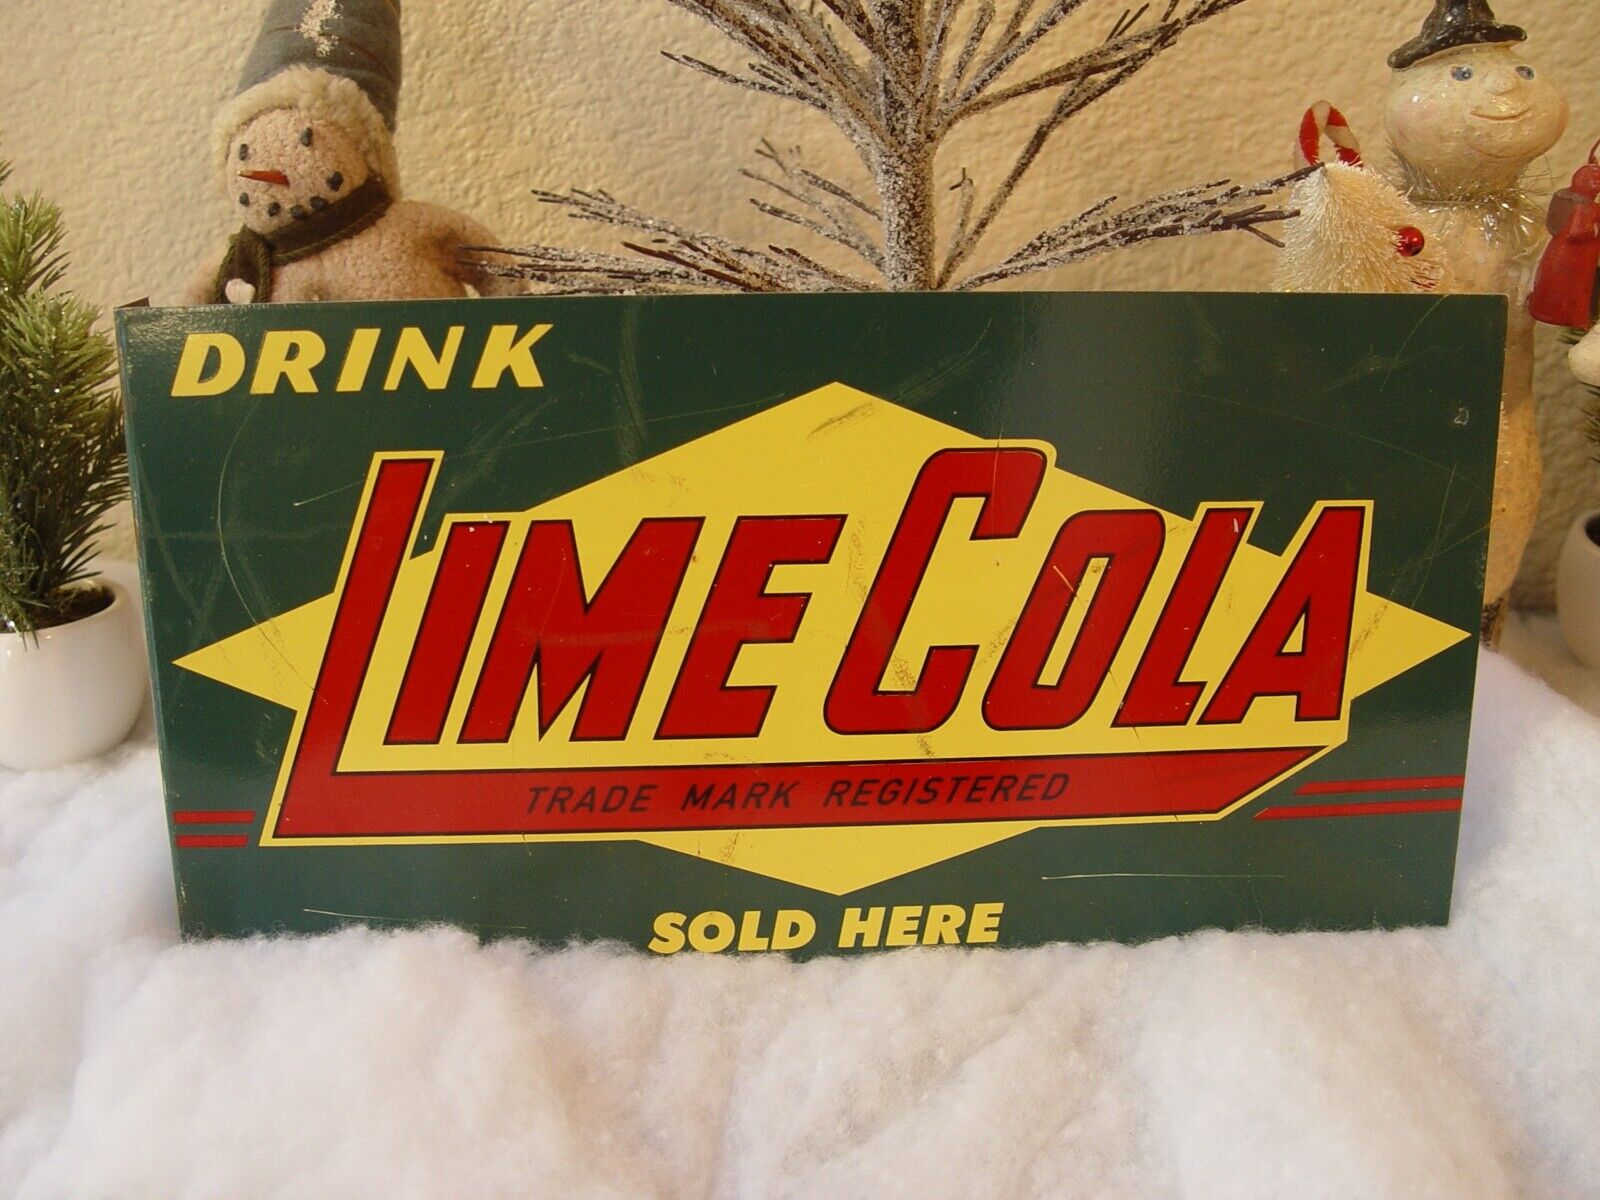 DRINK
LIME COLA
TRADE MARK REGISTERED
SOLD HERE